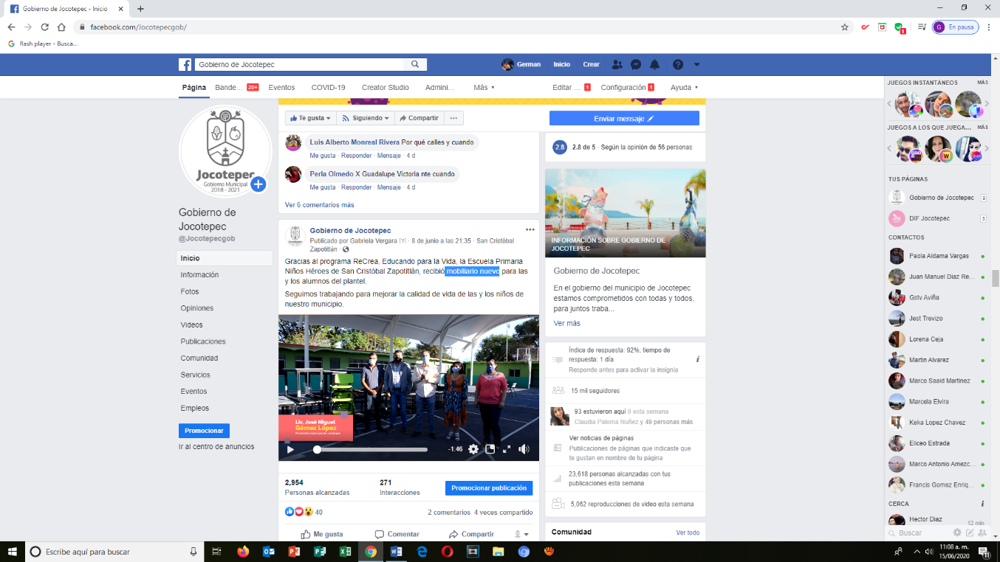 Gobierno de Jocotepec - Inicio
facebook.com/Jocotepecgob/
G En pausa
flash player - Busca...
Gobierno de Jocotepec
German Inicio Crear
Página Bande... 20+ Eventos COVID-19 Creator Studio Admini... Más Editar ... 1 Configuración 1 Ayuda
Te gusta Siguiendo Compartir ...
Enviar mensaje
Jocotepec
Gobierno Municipal
2018 - 2021
Gobierno de
Jocotepec
@Jocotepecgob
Inicio
Información
Fotos
Opiniones
Videos
Publicaciones
Comunidad
Servicios
Eventos
Empleos
Promocionar
Ir al centro de anuncios
Luis Alberto Monreal Rivera Por qué calles y cuando
Me gusta · Responder · Mensaje · 4 d
Perla Olmedo X Guadalupe Victoria nte cuando
Me gusta · Responder · Mensaje · 4 d
Ver 6 comentarios más
Gobierno de Jocotepec
Publicado por Gabriela Vergara [?] · 8 de junio a las 21:35 · San Cristóbal
Zapotitlán ·
Gracias al programa ReCrea, Educando para la Vida, la Escuela Primaria
Niños Héroes de San Cristóbal Zapotitlán, recibió mobiliario nuevo para las
y los alumnos del plantel.
Seguimos trabajando para mejorar la calidad de vida de las y los niños de
nuestro municipio.
Lic. José Miguel
Gómez López
-1:46
2,954
Personas alcanzadas
271
Interacciones
Promocionar publicación
40
2 comentarios 4 veces compartido
Me gusta Comentar Compartir
2.8 2.8 de 5 · Según la opinión de 56 personas
INFORMACIÓN SOBRE GOBIERNO DE
JOCOTEPEC
Gobierno de Jocotepec
En el gobierno del municipio de Jocotepec
estamos comprometidos con todas y todos,
para juntos traba...
Ver más
Índice de respuesta: 92%; tiempo de
respuesta: 1 día
Responde antes para activar la insignia
15 mil seguidores
93 estuvieron aquí 0 esta semana
Claudia Paloma Nuñez y 49 personas más
Ver noticias de páginas
Publicaciones de páginas que indicaste que
te gustan en nombre de tu página
23,618 personas alcanzadas con tus
publicaciones esta semana
5,062 reproducciones de video esta semana
Comunidad Ver todo
JUEGOS INSTANTÁNEOS MÁS
JUEGOS A LOS QUE JUEGA... MÁS
TUS PÁGINAS
Gobierno de Jocotepec 9
DIF Jocotepec 3
CONTACTOS
Paola Aldama Vargas
Juan Manuel Diaz Re...
Gstv Aviña
Jest Trevizo
Lorena Ceja
Martin Alvarez
Marco Saaid Martinez
Marcela Elvira
Keka Lopez Chavez
Eliceo Estrada
Marco Antonio Amezc...
Francis Gomez Enriq...
CERCA
Hector Diaz 12 min
Buscar
Escribe aquí para buscar
11:08 a. m.
15/06/2020